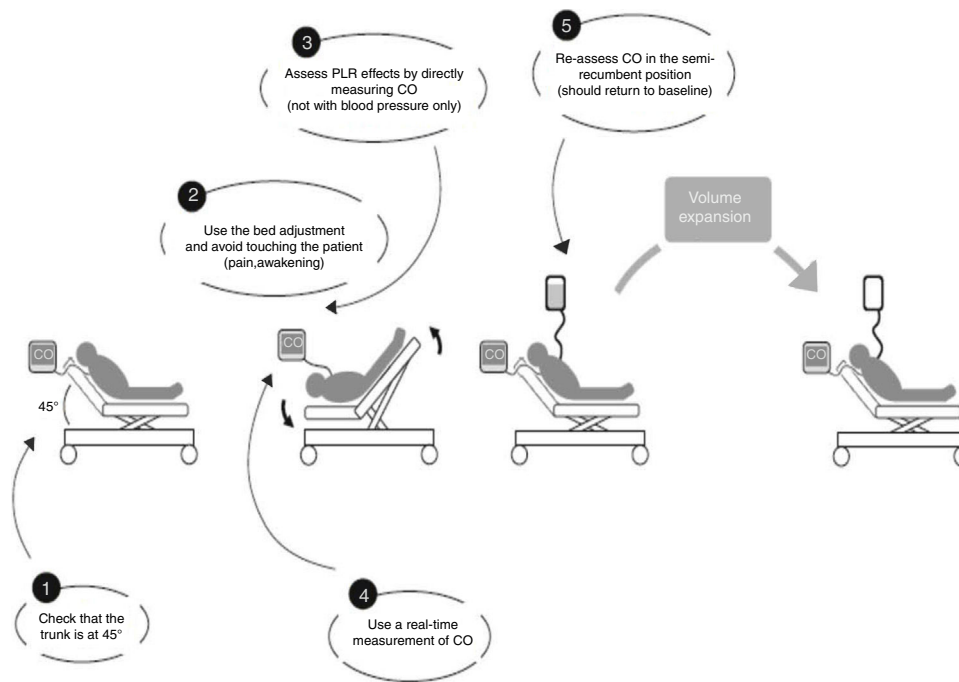 3
Assess PLR effects by directly
measuring CO
(not with blood pressure only)
5
Re-assess CO in the semi-
recumbent position
(should return to baseline)
2
Use the bed adjustment
and avoid touching the patient
(pain,awakening)
Volume
expansion
CO
45°
CO
CO
CO
1
Check that the
trunk is at 45°
4
Use a real-time
measurement of CO